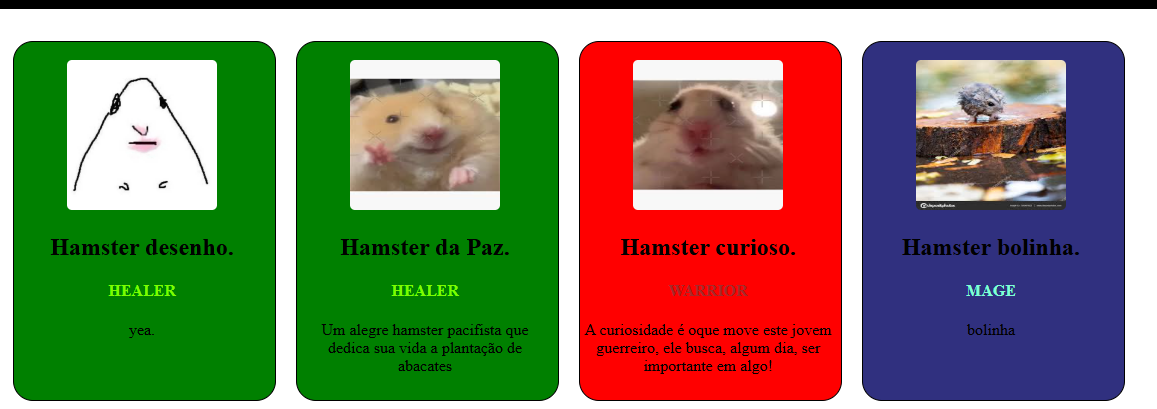 Hamster desenho.
HEALER
yea.
Hamster da Paz.
HEALER
Um alegre hamster pacifista que
dedica sua vida a plantação de
abacates
Hamster curioso.
WARRIOR
A curiosidade é oque move este jovem
guerreiro, ele busca, algum dia, ser
importante em algo!
depositphotos
Hamster bolinha.
MAGE
bolinha